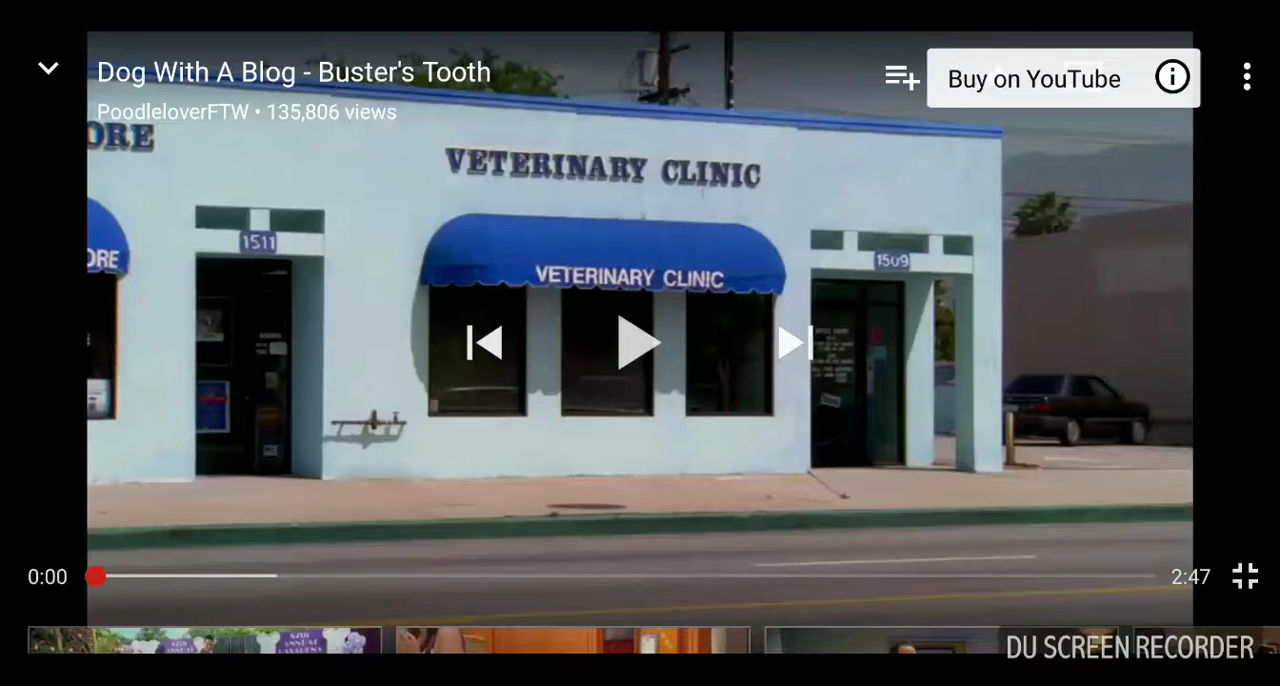 Dog With A Blog - Buster's Tooth
Buy on YouTube
PoodleloverFTW • 135,806 views
ORE
VETERINARY CLINIC
1511
ORE
VETERINARY CLINIC
1509
0:00
2:47
DU SCREEN RECORDER